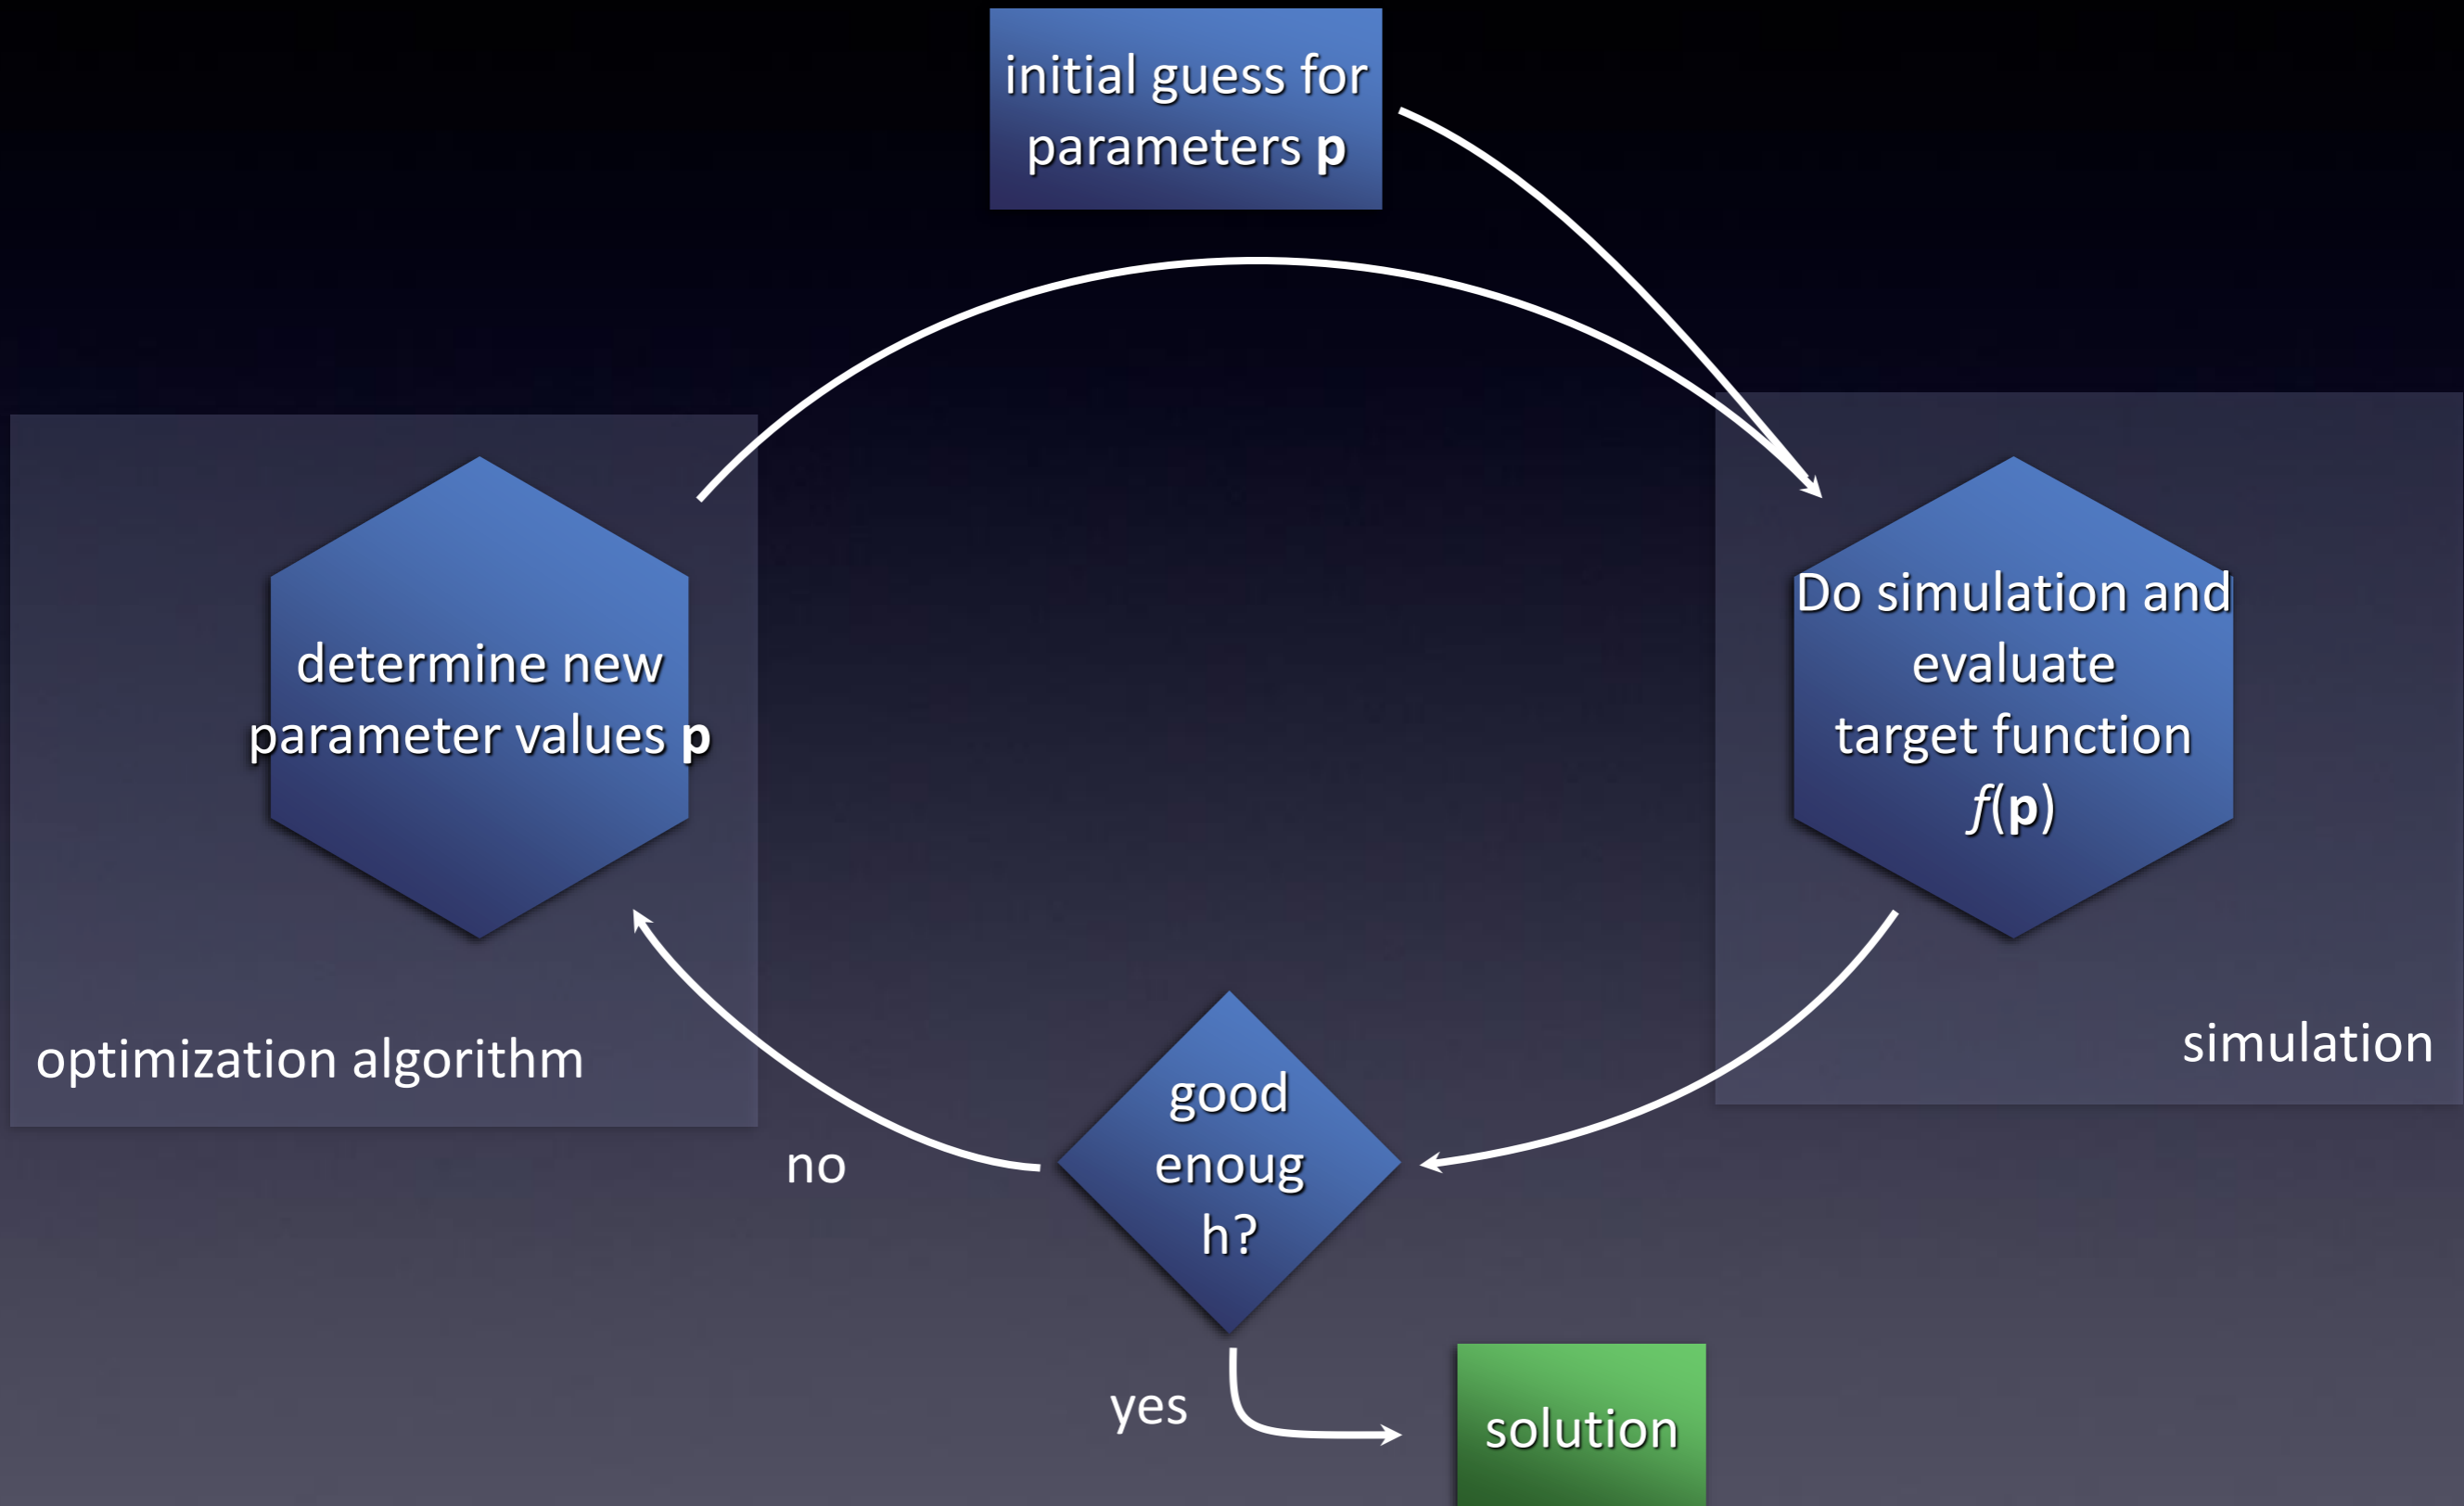 initial guess for
parameters p
determine new
parameter values p
Do simulation and
evaluate
target function
f(p)
optimization algorithm
simulation
good
enoug
h?
no
yes
solution